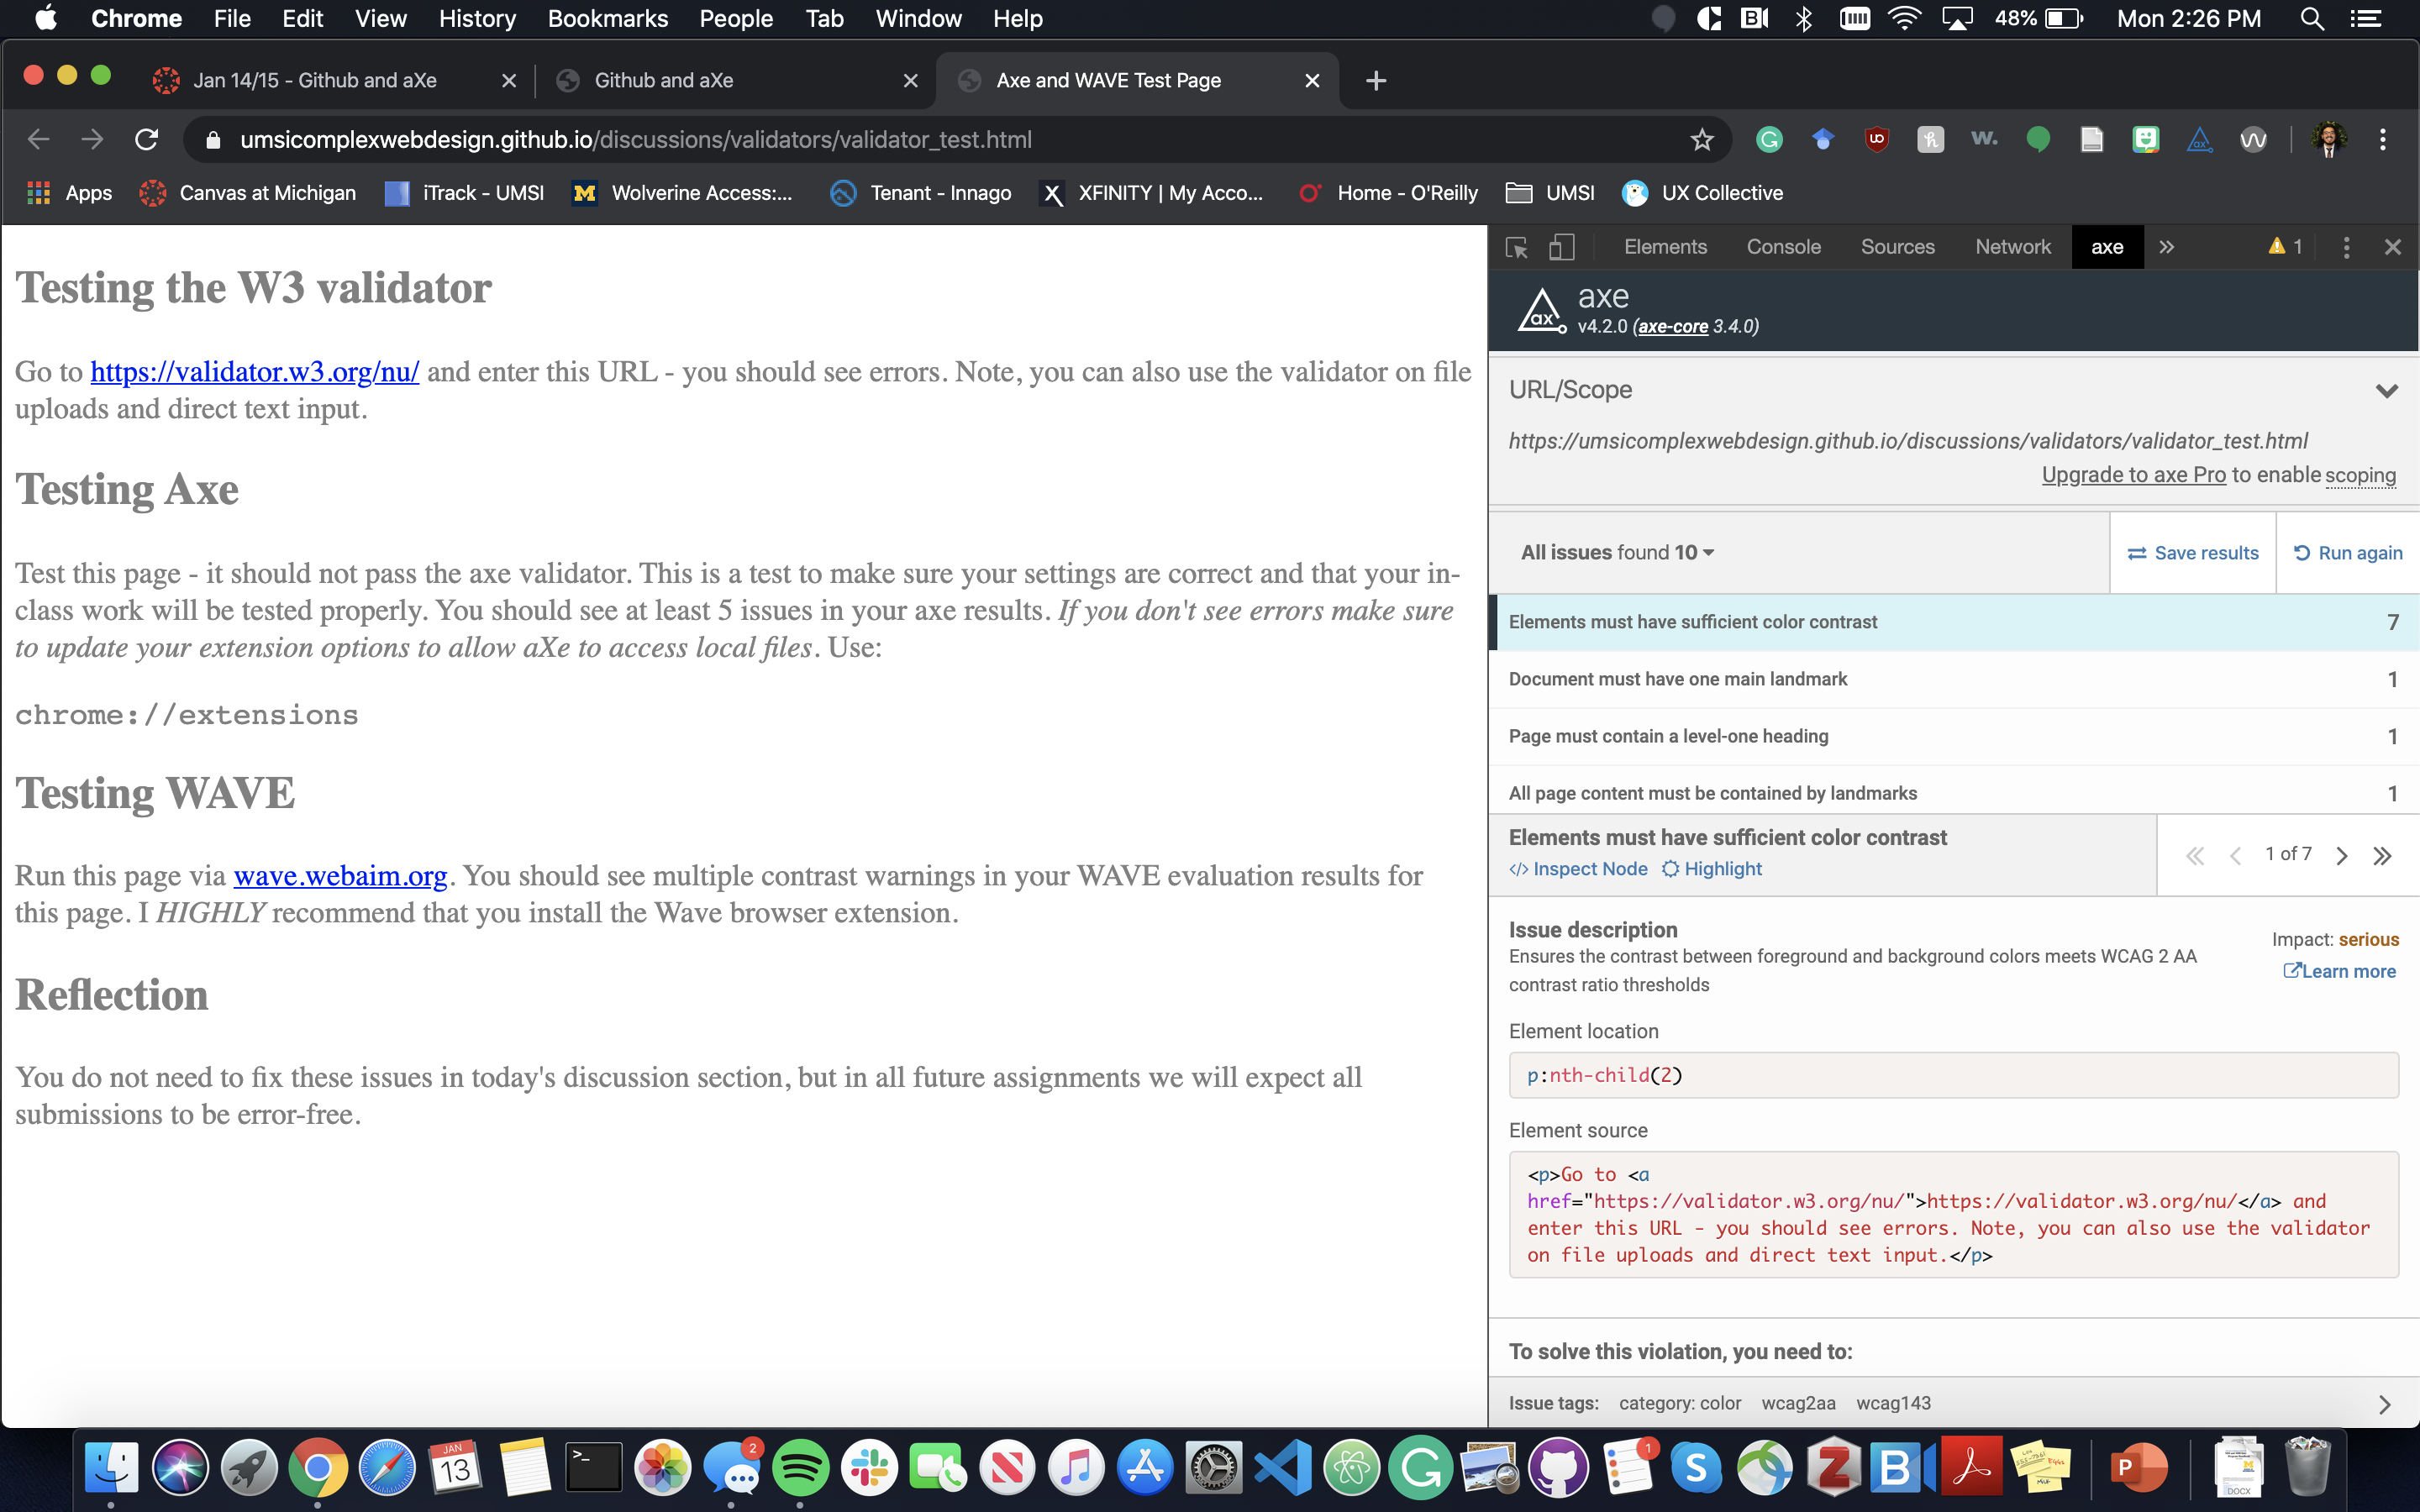 Chrome File Edit View History Bookmarks People Tab Window Help 48% Mon 2:26 PM
Jan 14/15 - Github and aXe
Github and aXe
Axe and WAVE Test Page
umsicomplexwebdesign.github.io/discussions/validators/validator_test.html
Apps Canvas at Michigan iTrack - UMSI Wolverine Access:... Tenant - Innago XFINITY | My Acco... Home - O'Reilly UMSI UX Collective
Testing the W3 validator
Go to https://validator.w3.org/nu/ and enter this URL - you should see errors. Note, you can also use the validator on file
uploads and direct text input.
Testing Axe
Test this page - it should not pass the axe validator. This is a test to make sure your settings are correct and that your in-
class work will be tested properly. You should see at least 5 issues in your axe results. If you don't see errors make sure
to update your extension options to allow aXe to access local files. Use:
chrome://extensions
Testing WAVE
Run this page via wave.webaim.org. You should see multiple contrast warnings in your WAVE evaluation results for
this page. I HIGHLY recommend that you install the Wave browser extension.
Reflection
You do not need to fix these issues in today's discussion section, but in all future assignments we will expect all
submissions to be error-free.
Elements Console Sources Network axe » 1
ax axe
v4.2.0 (axe-core 3.4.0)
URL/Scope
https://umsicomplexwebdesign.github.io/discussions/validators/validator_test.html
Upgrade to axe Pro to enable scoping
All issues found 10 Save results Run again
Elements must have sufficient color contrast 7
Document must have one main landmark 1
Page must contain a level-one heading 1
All page content must be contained by landmarks 1
Elements must have sufficient color contrast
</> Inspect Node Highlight
1 of 7
Issue description
Ensures the contrast between foreground and background colors meets WCAG 2 AA
contrast ratio thresholds
Impact: serious
Learn more
Element location
p:nth-child(2)
Element source
<p>Go to <a
href="https://validator.w3.org/nu/">https://validator.w3.org/nu/</a> and
enter this URL - you should see errors. Note, you can also use the validator
on file uploads and direct text input.</p>
To solve this violation, you need to:
Issue tags: category: color wcag2aa wcag143
JAN
13
2
1
DOCX